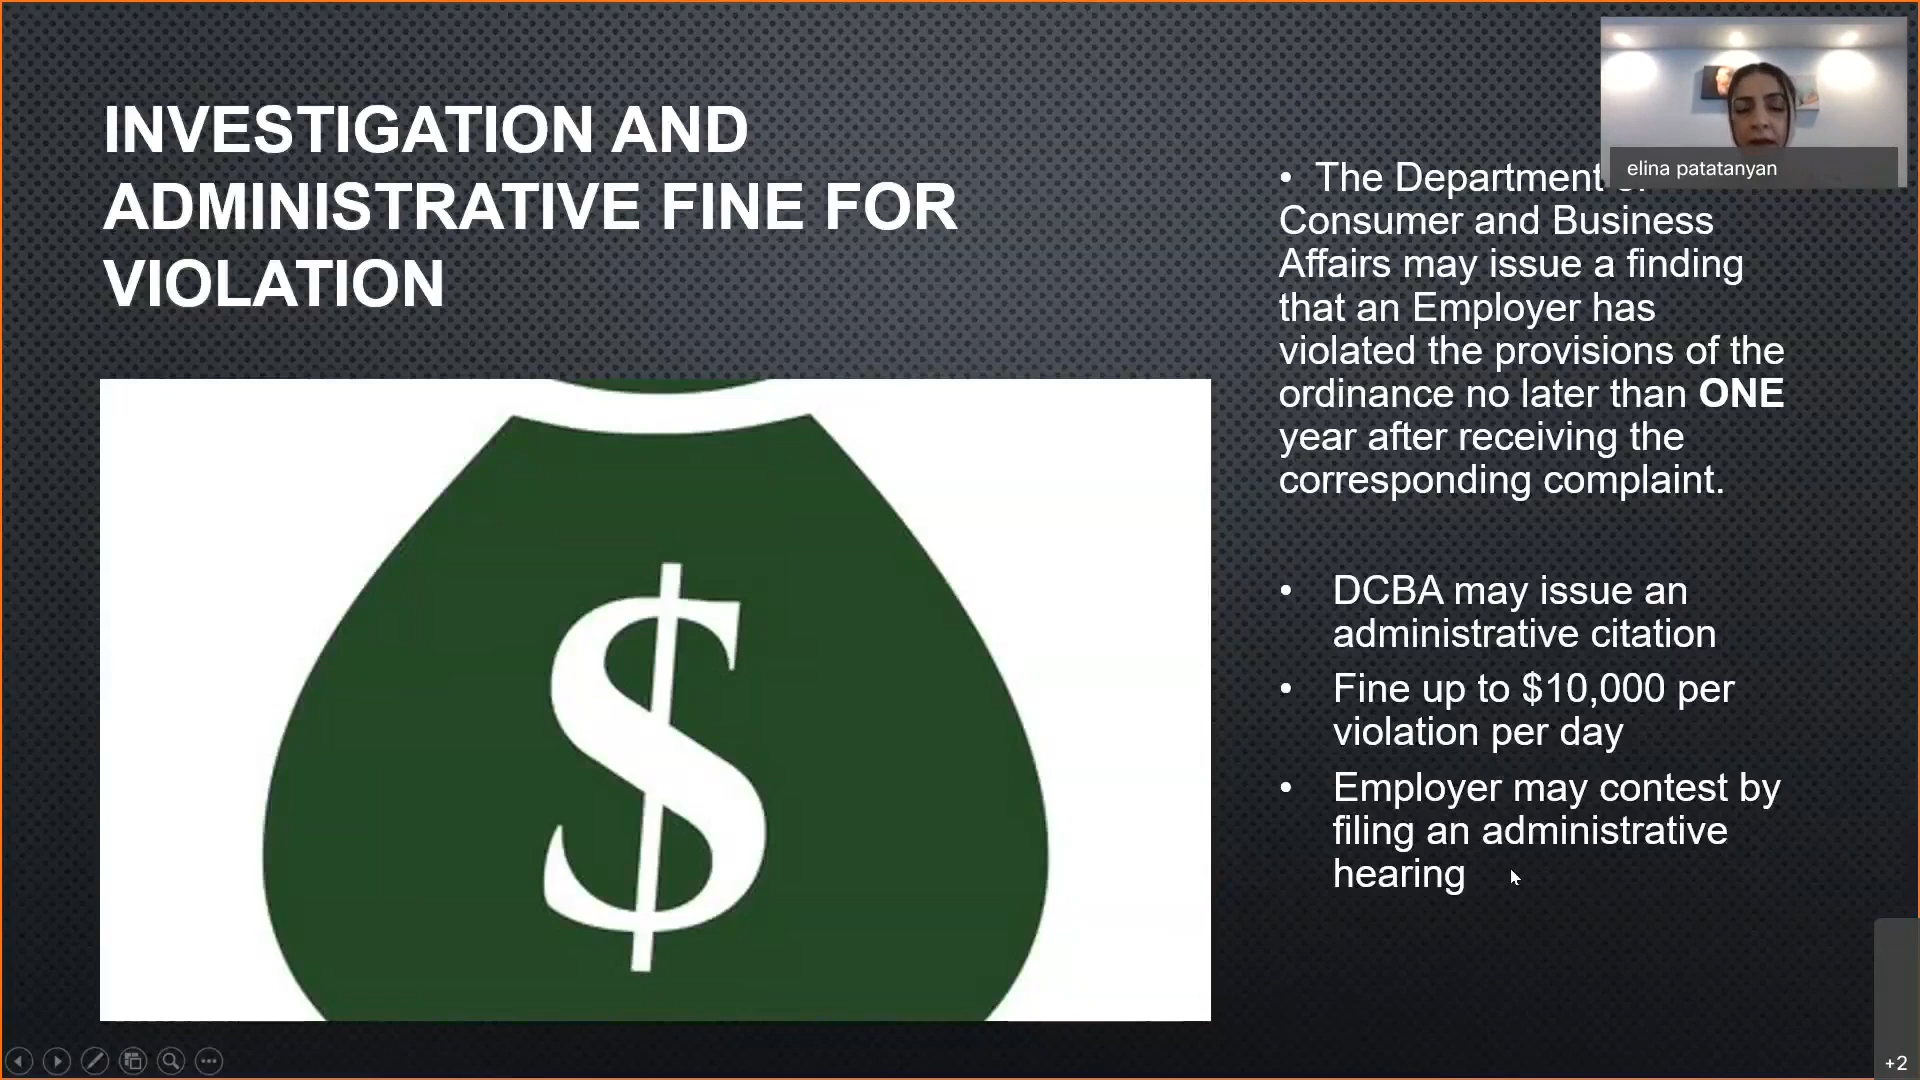 INVESTIGATION AND
ADMINISTRATIVE FINE FOR
VIOLATION
elina patatanyan
• The Department
Consumer and Business
Affairs may issue a finding
that an Employer has
violated the provisions of the
ordinance no later than ONE
year after receiving the
corresponding complaint.
• DCBA may issue an
administrative citation
• Fine up to $10,000 per
violation per day
• Employer may contest by
filing an administrative
hearing
$
+2